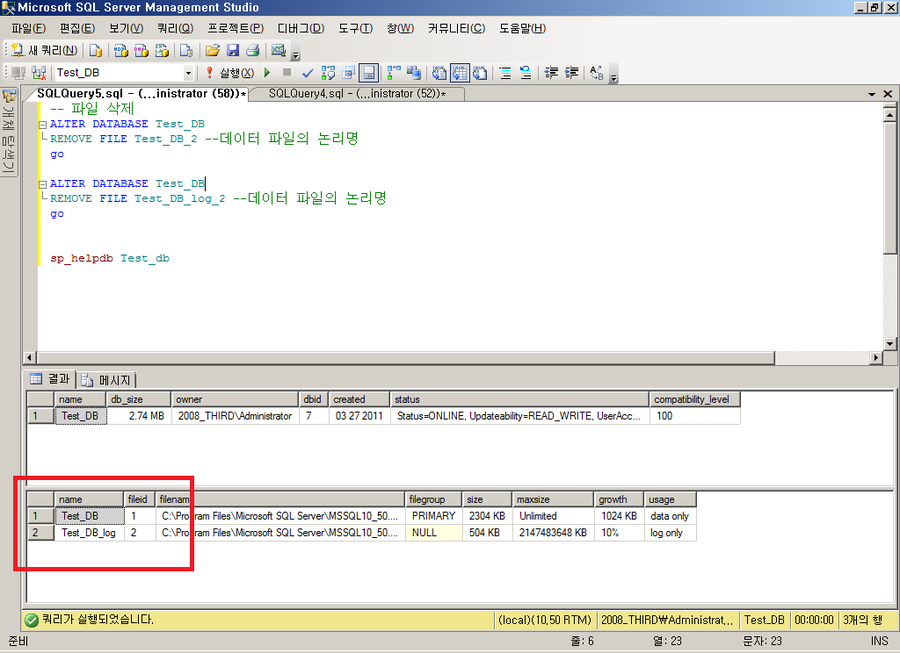 Microsoft SQL Server Management Studio
파일(F) 편집(E) 보기(V) 쿼리(Q) 프로젝트(P) 디버그(D) 도구(T) 창(W) 커뮤니티(C) 도움말(H)
새 쿼리(N)
Test_DB 실행(X)
SQLQuery5.sql - (...inistrator (58))* SQLQuery4.sql - (...inistrator (52))*
개체 탐색기
-- 파일 삭제
ALTER DATABASE Test_DB
REMOVE FILE Test_DB_2 --데이터 파일의 논리명
go
ALTER DATABASE Test_DB
REMOVE FILE Test_DB_log_2 --데이터 파일의 논리명
go
sp_helpdb Test_db
결과 메시지
name db_size owner dbid created status compatibility_level
1 Test_DB 2.74 MB 2008_THIRD\Administrator 7 03 27 2011 Status=ONLINE, Updateability=READ_WRITE, UserAcc... 100
name fileid filename filegroup size maxsize growth usage
1 Test_DB 1 C:\Program Files\Microsoft SQL Server\MSSQL10_50.... PRIMARY 2304 KB Unlimited 1024 KB data only
2 Test_DB_log 2 C:\Program Files\Microsoft SQL Server\MSSQL10_50.... NULL 504 KB 2147483648 KB 10% log only
쿼리가 실행되었습니다. (local)(10,50 RTM) 2008_THIRD₩Administrat... Test_DB 00:00:00 3개의 행
준비 줄: 6 열: 23 문자: 23 INS